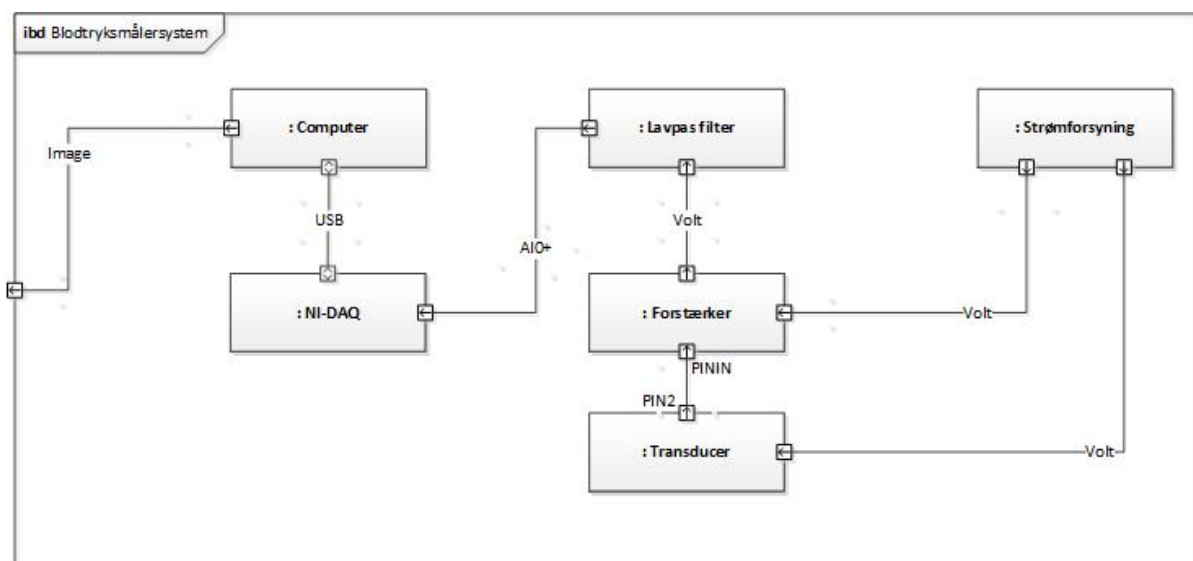 ibd Blodtryksmålersystem
: Computer
: Lavpas filter
: Strømforsyning
Image
USB
Volt
AI0+
: NI-DAQ
: Forstærker
Volt
PININ
PIN2
: Transducer
Volt